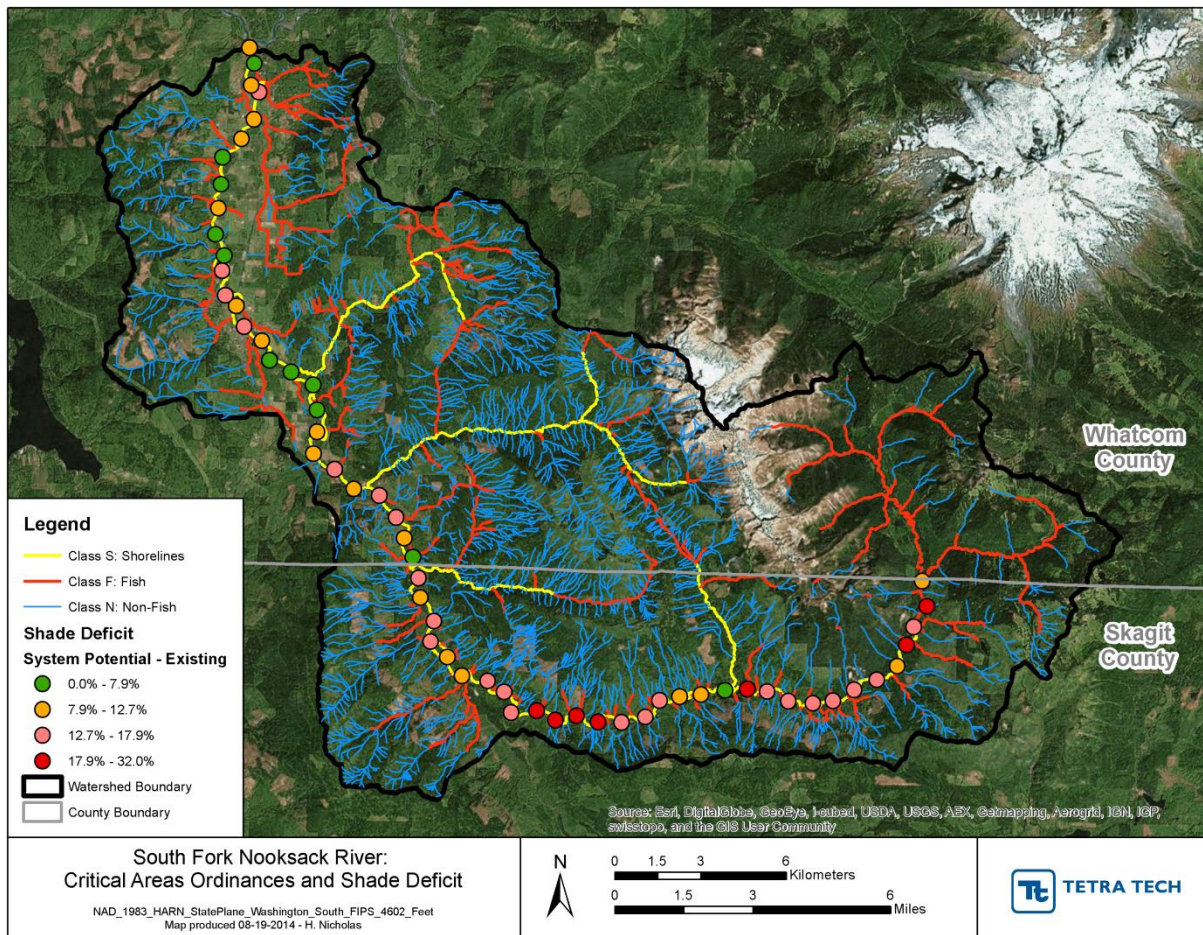 Whatcom
County
Skagit
County
Legend
Class S: Shorelines
Class F: Fish
Class N: Non-Fish
Shade Deficit
System Potential - Existing
0.0% - 7.9%
7.9% - 12.7%
12.7% - 17.9%
17.9% - 32.0%
Watershed Boundary
County Boundary
Source: Esri, DigitalGlobe, GeoEye, i-cubed, USDA, USGS, AEX, Getmapping, Aerogrid, IGN, IGP,
swisstopo, and the GIS User Community
South Fork Nooksack River:
Critical Areas Ordinances and Shade Deficit
NAD_1983_HARN_StatePlane_Washington_South_FIPS_4602_Feet
Map produced 08-19-2014 - H. Nicholas
N
0 1.5 3 6
Kilometers
0 1.5 3 6
Miles
Tt TETRA TECH